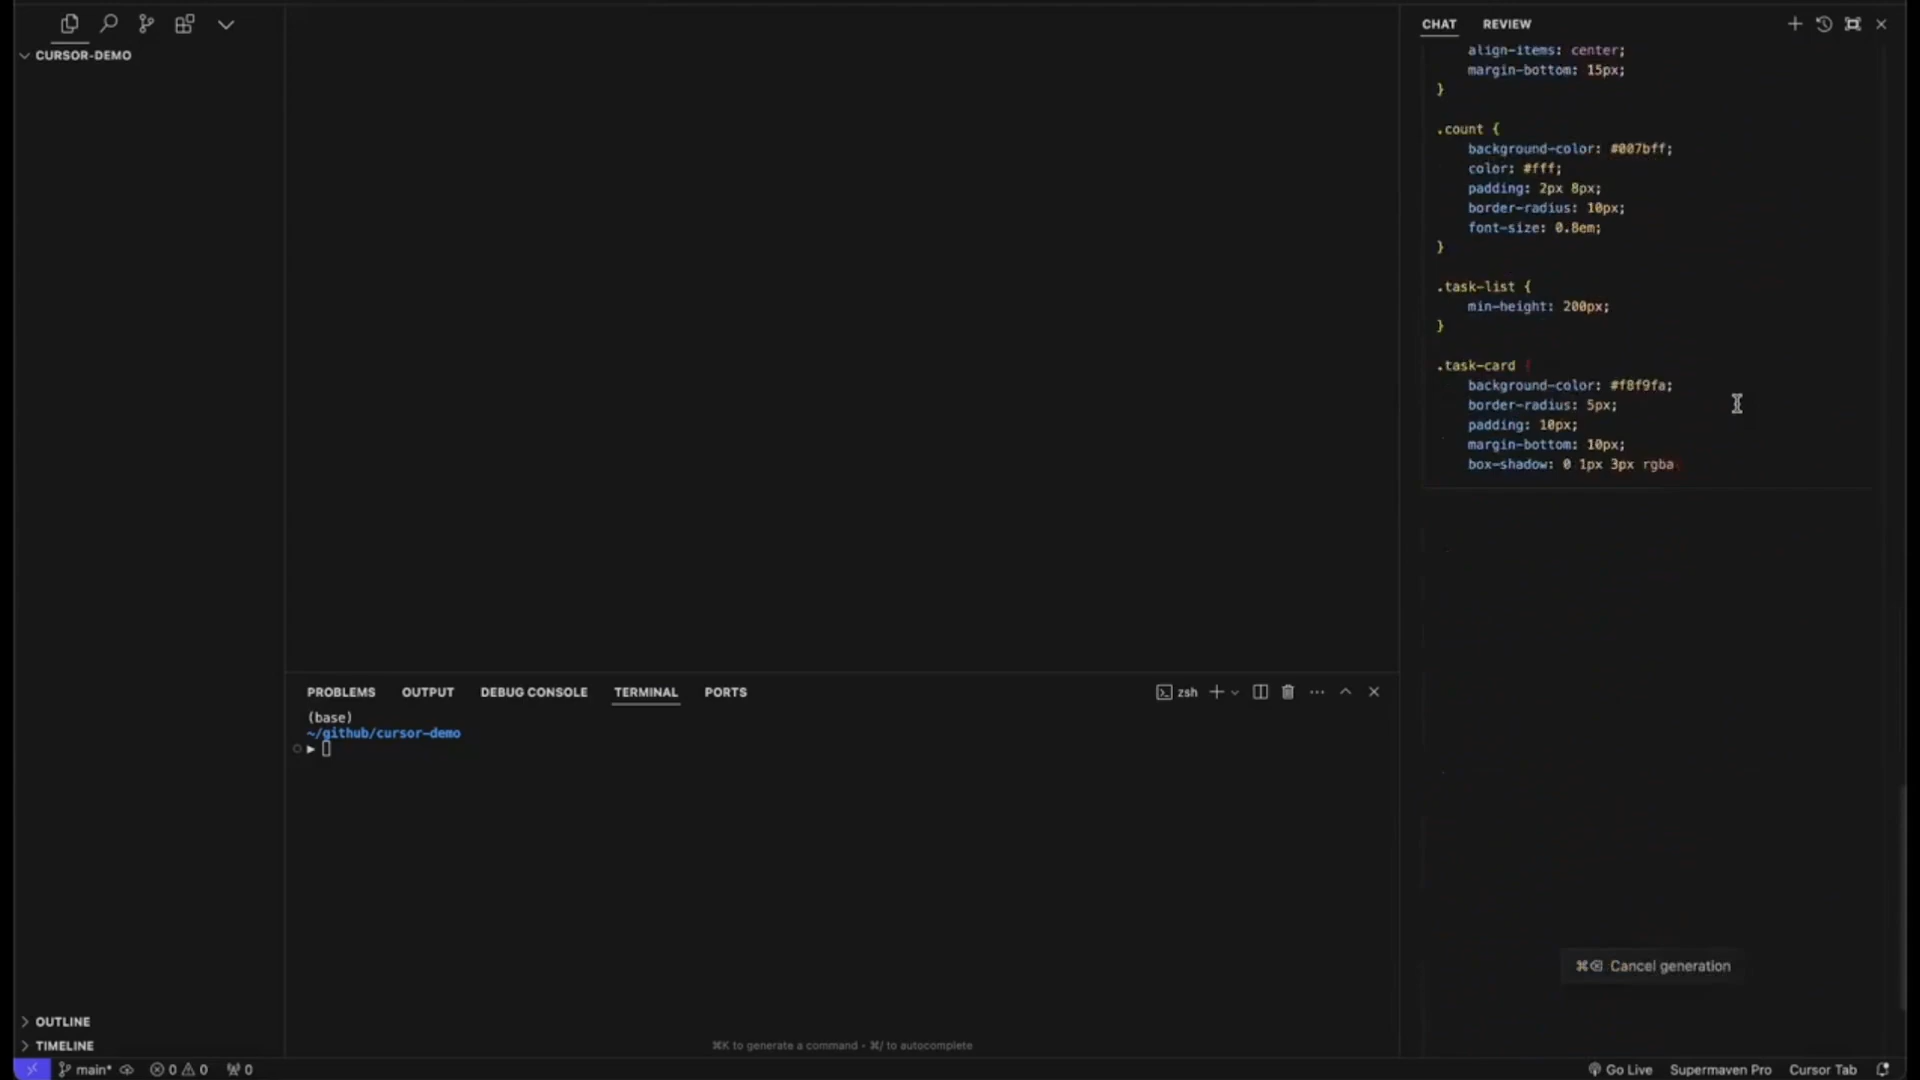 CHAT
REVIEW
CURSOR-DEMO
align-items: center;
margin-bottom: 15px;
}
.count {
background-color: #007bff;
color: #fff;
padding: 2px 8px;
border-radius: 10px;
font-size: 0.8em;
}
.task-list {
min-height: 200px;
}
.task-card {
background-color: #f8f9fa;
border-radius: 5px;
padding: 10px;
margin-bottom: 10px;
box-shadow: 0 1px 3px rgba
PROBLEMS
OUTPUT
DEBUG CONSOLE
TERMINAL
PORTS
zsh
(base)
~/github/cursor-demo
⌘⌫ Cancel generation
OUTLINE
TIMELINE
⌘K to generate a command - ⌘/ to autocomplete
main*
0
0
0
Go Live
Supermaven Pro
Cursor Tab